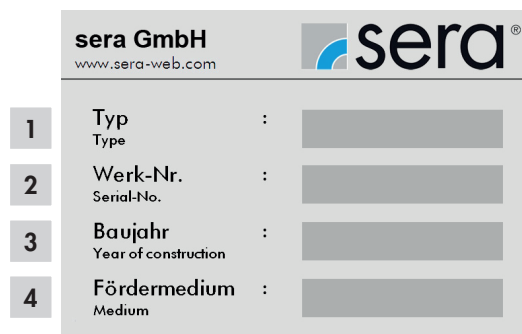 sera GmbH
www.sera-web.com
sera®
1
Typ :
Type
2
Werk-Nr. :
Serial-No.
3
Baujahr :
Year of construction
4
Fördermedium :
Medium